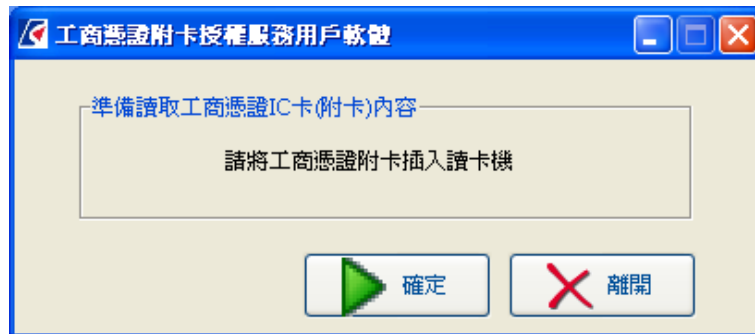 工商憑證附卡授權服務用戶軟體
準備讀取工商憑證IC卡(附卡)內容
請將工商憑證附卡插入讀卡機
確定
離開